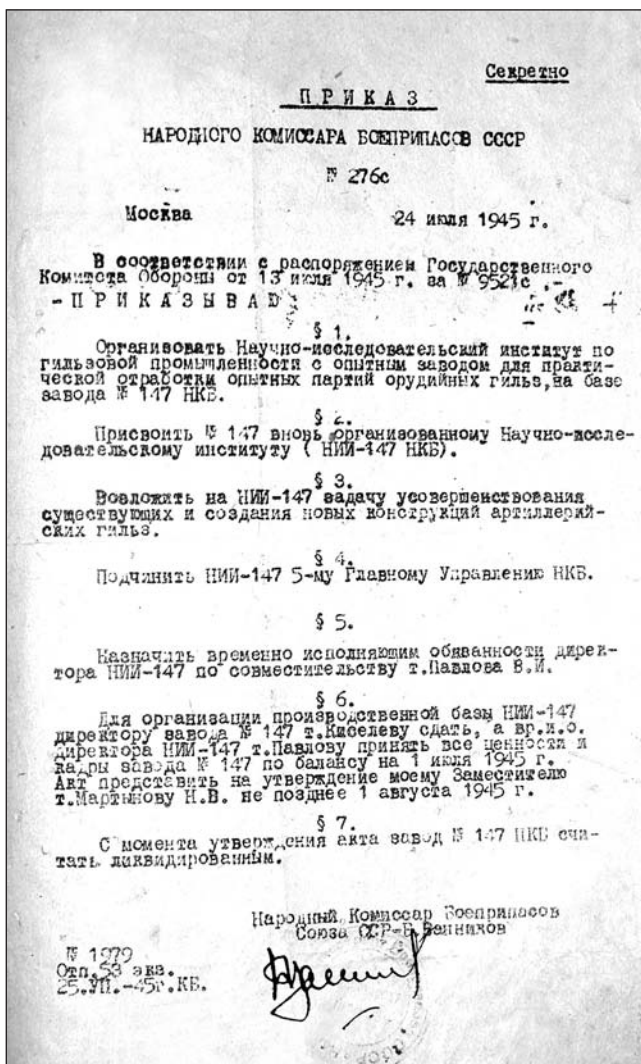 Секретно
ПРИКАЗ
НАРОДНОГО КОМИССАРА БОЕПРИПАСОВ СССР
№ 276с
Москва 24 июля 1945 г.
В соответствии с распоряжением Государственного
Комитета Обороны от 13 июля 1945 г. за № 9521с .-
- ПРИКАЗЫВАЮ:
§ 1.
Организовать Научно-исследовательский институт по
гильзовой промышленности с опытным заводом для практи-
ческой отработки опытных партий орудийных гильз, на базе
завода № 147 НКБ.
§ 2.
Присвоить № 147 вновь организованному Научно-иссле-
довательскому институту ( НИИ-147 НКБ).
§ 3.
Возложить на НИИ-147 задачу усовершенствования
существующих и создания новых конструкций артиллерий-
ских гильз.
§ 4.
Подчинить НИИ-147 5-му Главному Управлению НКБ.
§ 5.
Назначить временно исполняющим обязанности дирек-
тора НИИ-147 по совместительству т.Павлова В.И.
§ 6.
Для организации производственной базы НИИ-147
директору завода № 147 т.Киселеву сдать, а вр.и.о.
директора НИИ-147 т.Павлову принять все ценности и
кадры завода № 147 по балансу на 1 июля 1945 г.
Акт представить на утверждение моему Заместителю
т.Мартынову Н.В. не позднее 1 августа 1945 г.
§ 7.
С момента утверждения акта завод № 147 НКБ счи-
тать ликвидированным.
Народный Комиссар Боеприпасов
Союза ССР-Б.Ванников
№ 1979
Отп.53 экз.
25.УП.-45г.КБ.